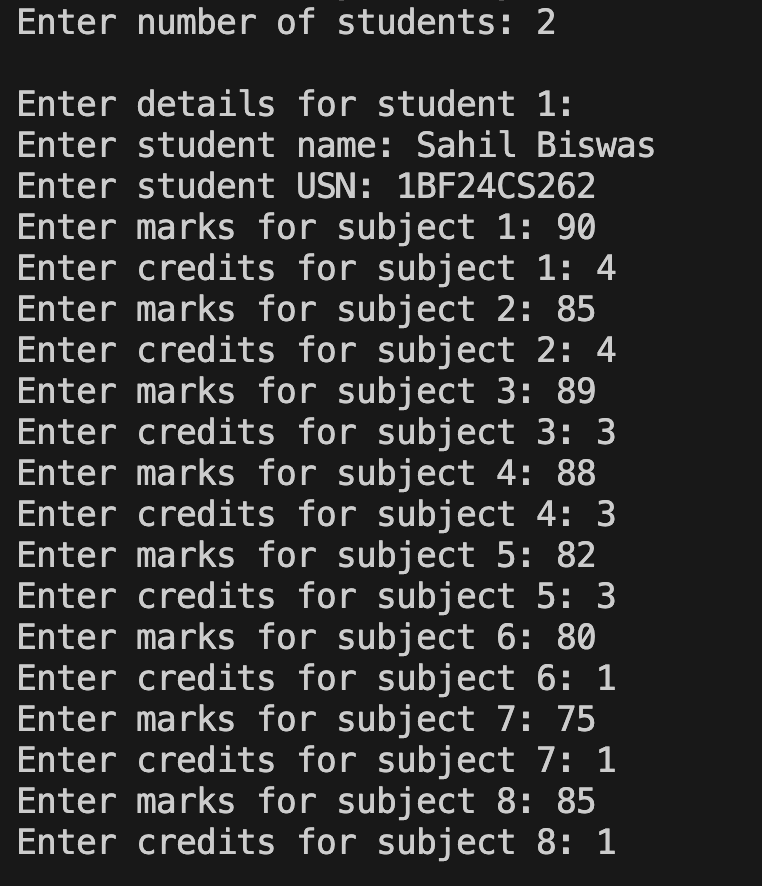 Enter number of students: 2
Enter details for student 1:
Enter student name: Sahil Biswas
Enter student USN: 1BF24CS262
Enter marks for subject 1: 90
Enter credits for subject 1: 4
Enter marks for subject 2: 85
Enter credits for subject 2: 4
Enter marks for subject 3: 89
Enter credits for subject 3: 3
Enter marks for subject 4: 88
Enter credits for subject 4: 3
Enter marks for subject 5: 82
Enter credits for subject 5: 3
Enter marks for subject 6: 80
Enter credits for subject 6: 1
Enter marks for subject 7: 75
Enter credits for subject 7: 1
Enter marks for subject 8: 85
Enter credits for subject 8: 1